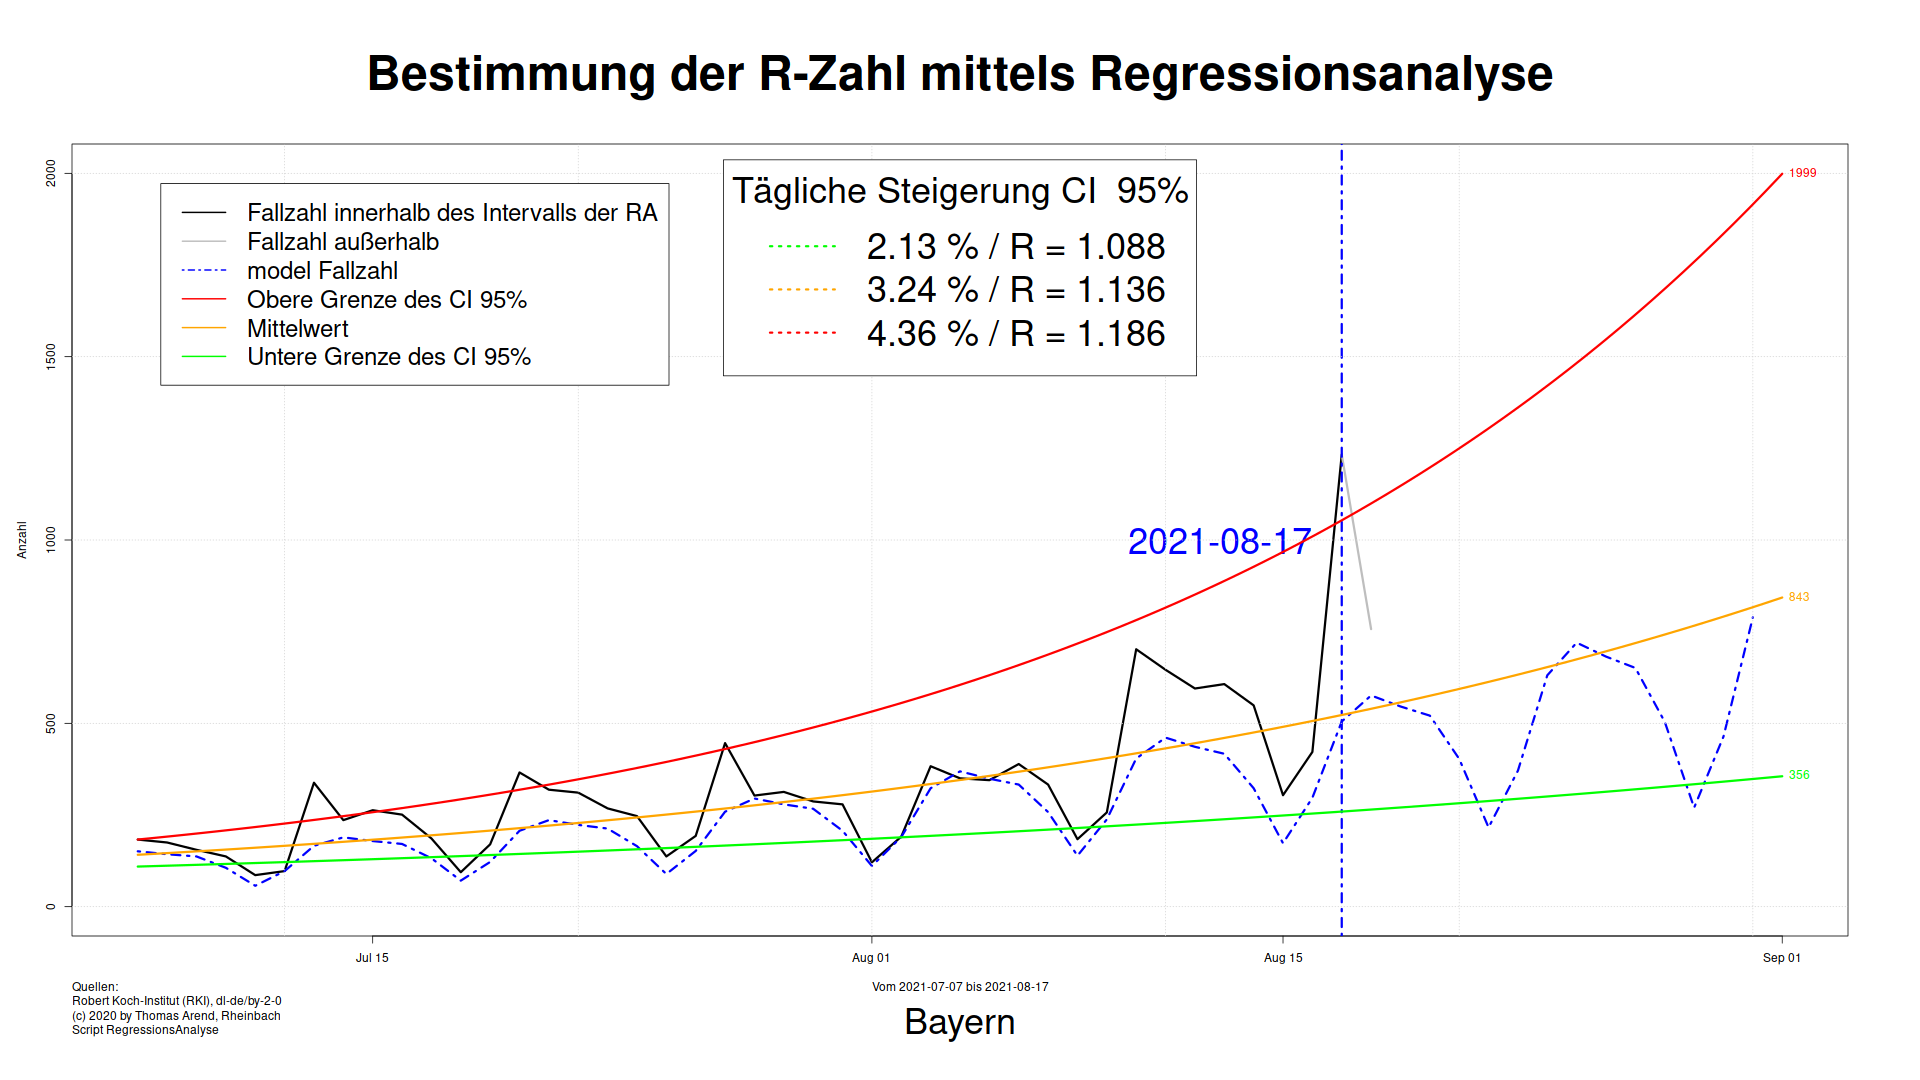 Bestimmung der R-Zahl mittels Regressionsanalyse
Fallzahl innerhalb des Intervalls der RA
Fallzahl außerhalb
model Fallzahl
Obere Grenze des CI 95%
Mittelwert
Untere Grenze des CI 95%
Tägliche Steigerung CI  95%
2.13 % / R = 1.088
3.24 % / R = 1.136
4.36 % / R = 1.186
2021-08-17
1999
843
356
Anzahl
2000
1500
1000
500
0
Jul 15
Aug 01
Aug 15
Sep 01
Vom 2021-07-07 bis 2021-08-17
Bayern
Quellen:
Robert Koch-Institut (RKI), dl-de/by-2-0
(c) 2020 by Thomas Arend, Rheinbach
Script RegressionsAnalyse